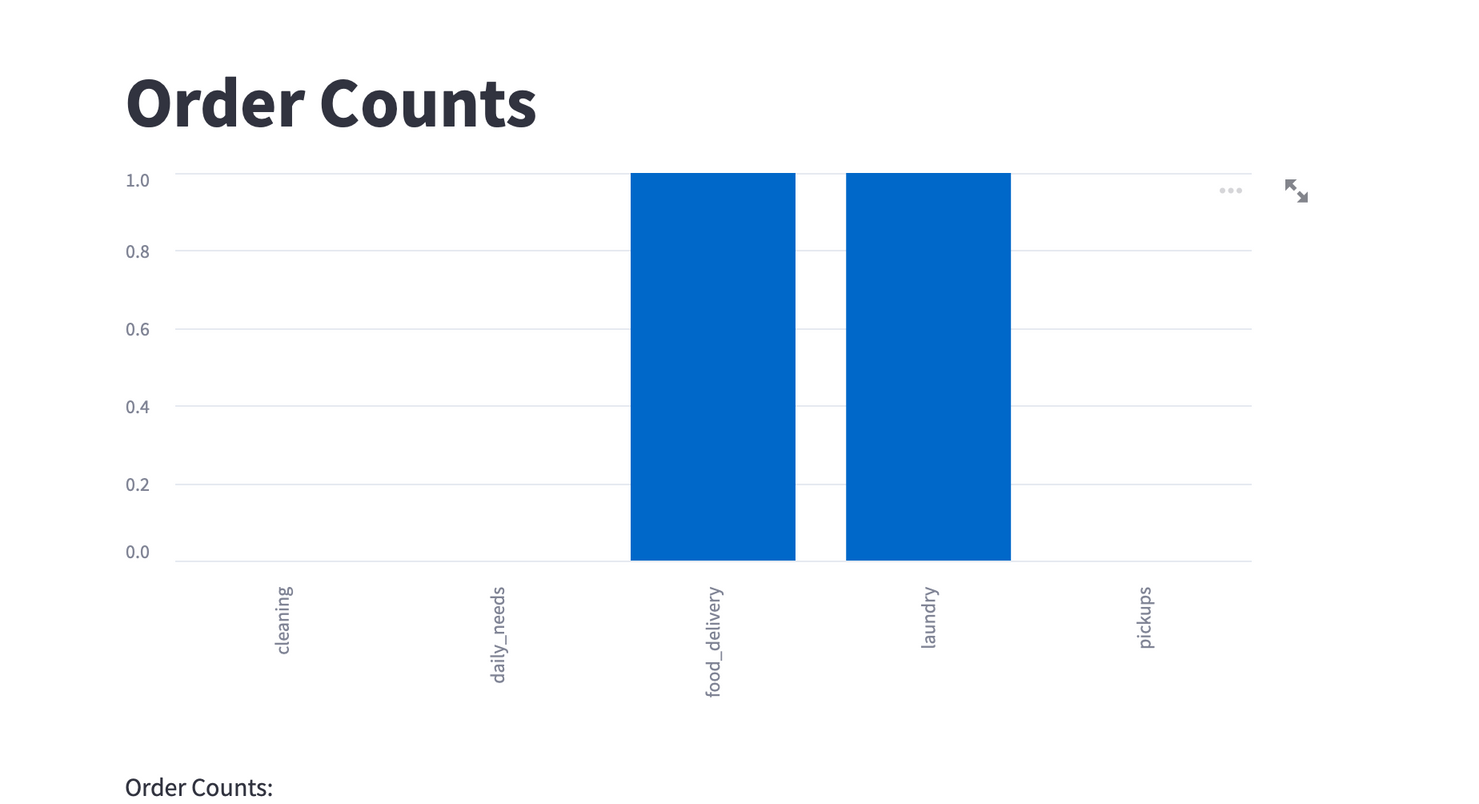 Order Counts
1.0
0.8
0.6
0.4
0.2
0.0
cleaning
daily_needs
food_delivery
laundry
pickups
Order Counts: